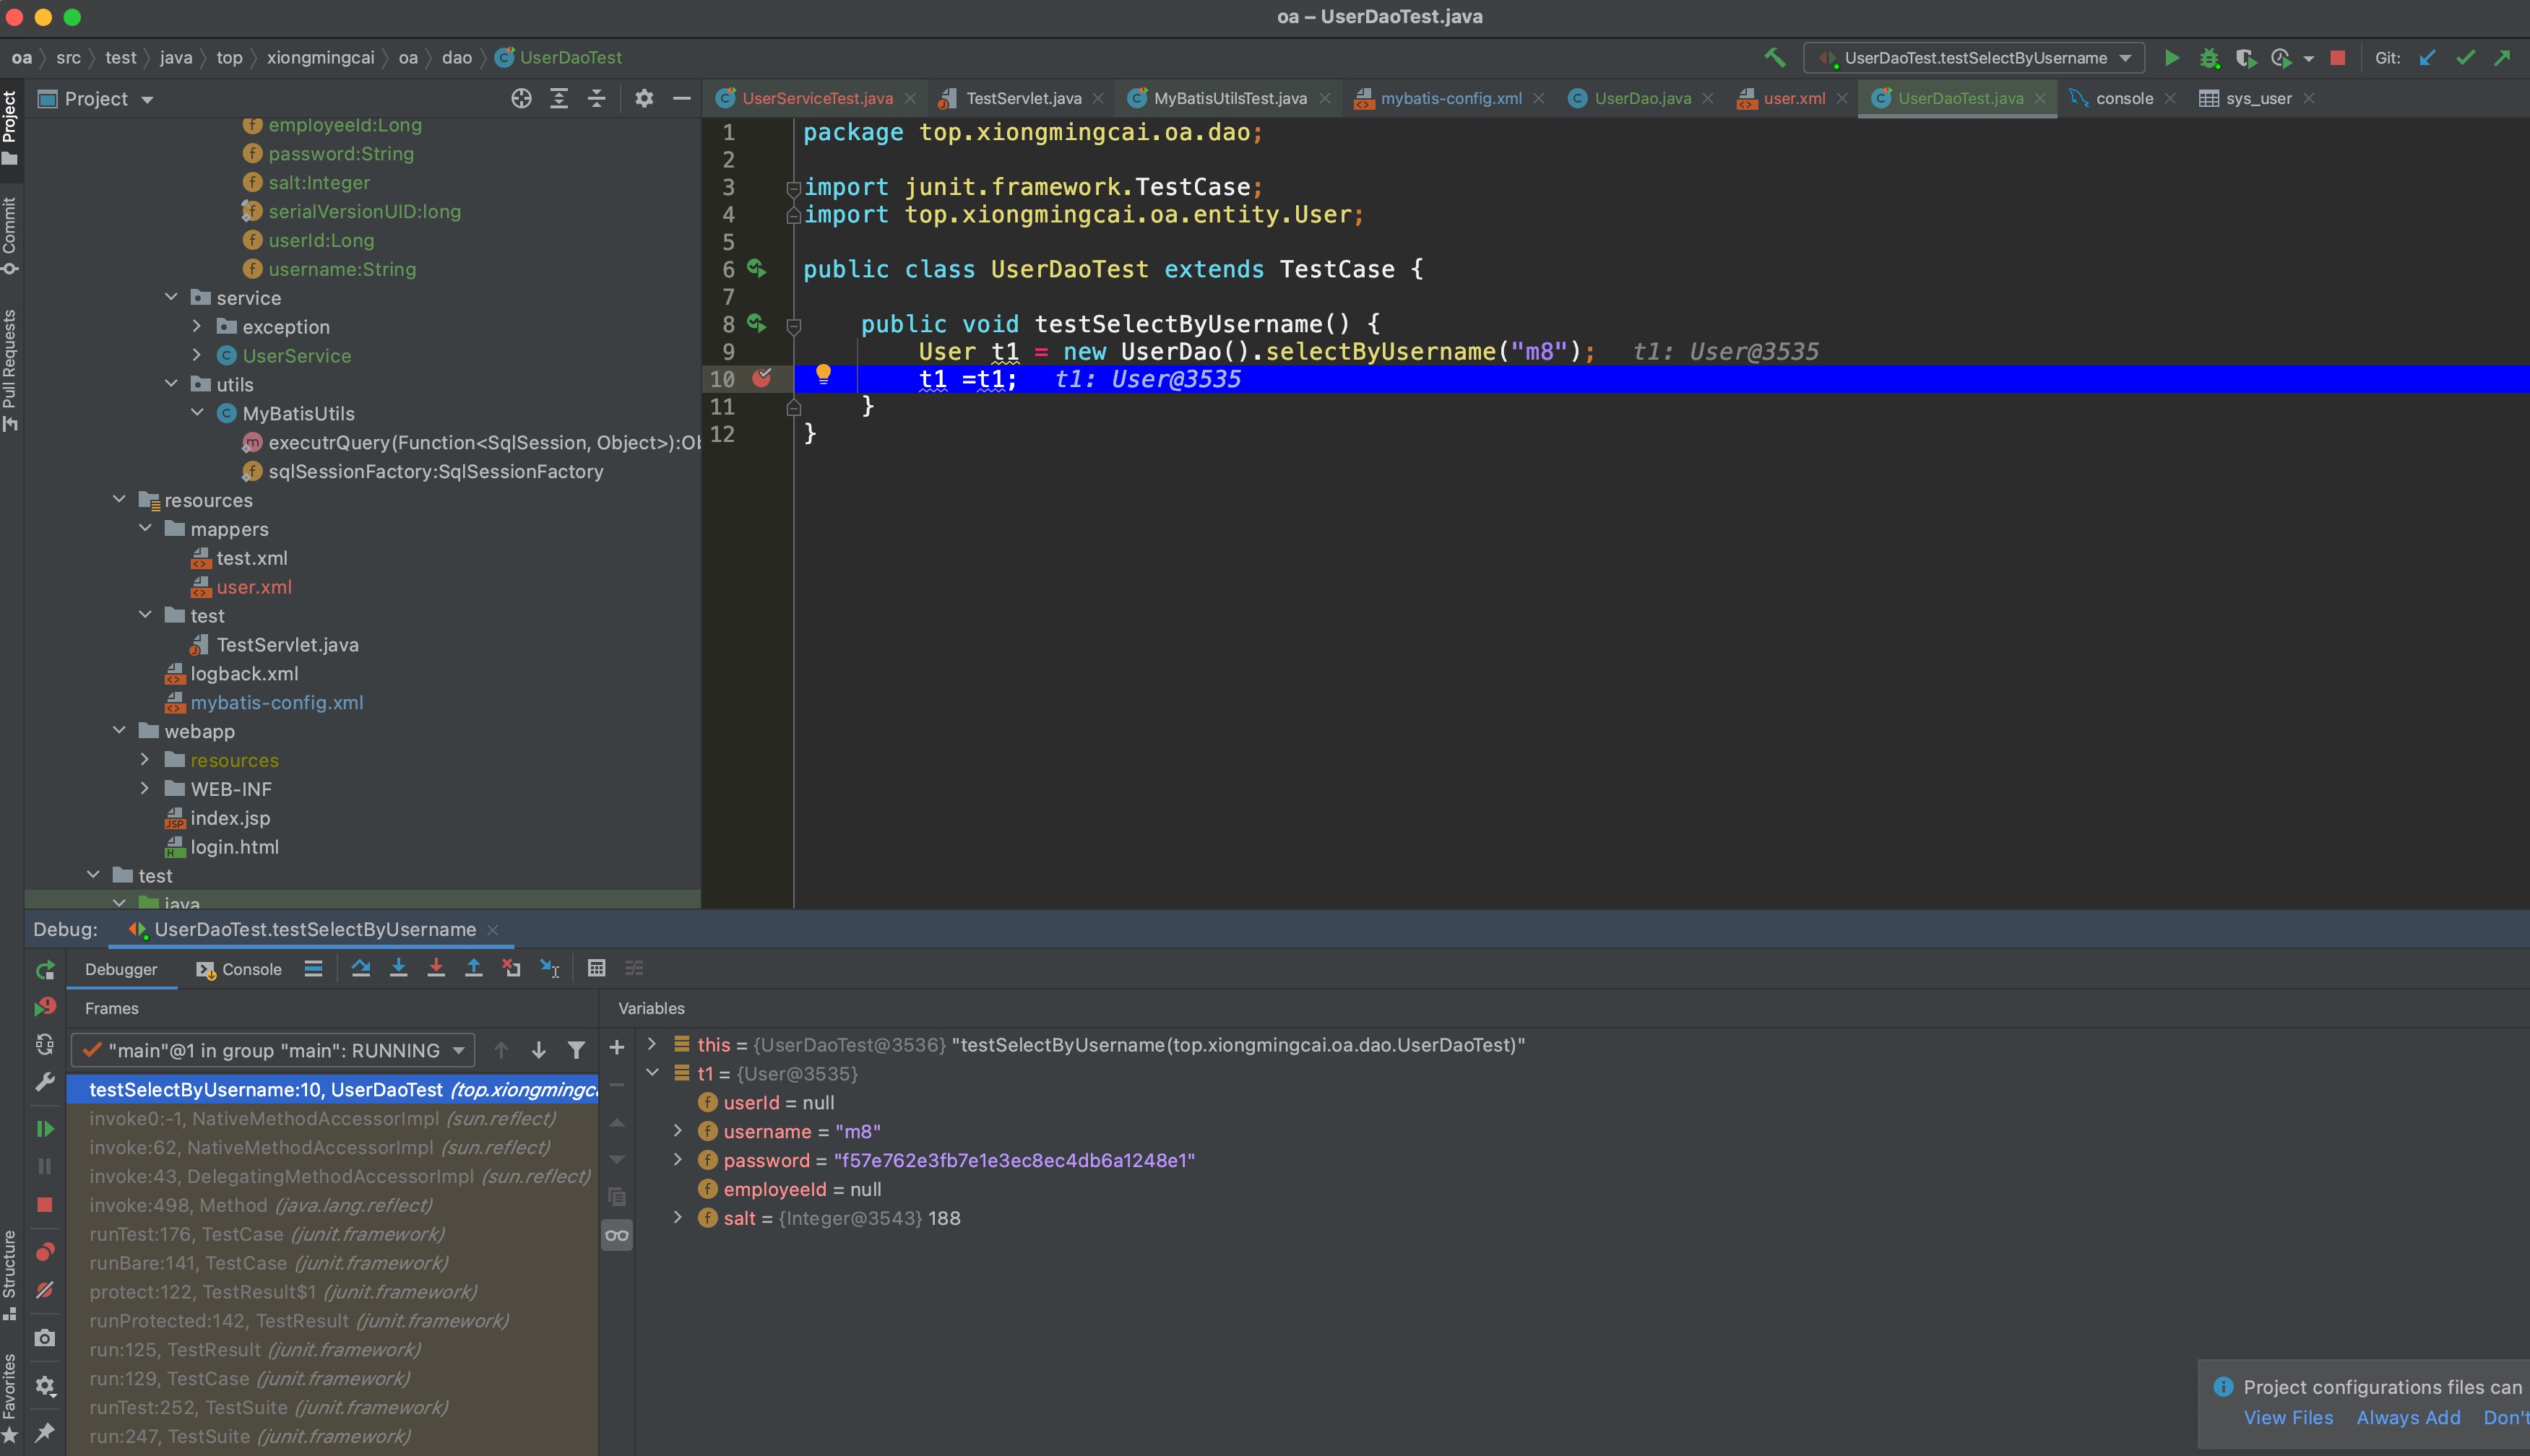 oa – UserDaoTest.java
oa src test java top xiongmingcai oa dao UserDaoTest
UserDaoTest.testSelectByUsername
Git:
Project
UserServiceTest.java TestServlet.java MyBatisUtilsTest.java mybatis-config.xml UserDao.java user.xml UserDaoTest.java console sys_user
Project
Commit
Pull Requests
Structure
Favorites
employeeId:Long
password:String
salt:Integer
serialVersionUID:long
userId:Long
username:String
service
exception
UserService
utils
MyBatisUtils
executrQuery(Function<SqlSession, Object>):Ob
sqlSessionFactory:SqlSessionFactory
resources
mappers
test.xml
user.xml
test
TestServlet.java
logback.xml
mybatis-config.xml
webapp
resources
WEB-INF
index.jsp
login.html
test
java
1 package top.xiongmingcai.oa.dao;
2
3 import junit.framework.TestCase;
4 import top.xiongmingcai.oa.entity.User;
5
6 public class UserDaoTest extends TestCase {
7
8 public void testSelectByUsername() {
9 User t1 = new UserDao().selectByUsername("m8"); t1: User@3535
10 t1 =t1; t1: User@3535
11 }
12 }
Debug: UserDaoTest.testSelectByUsername
Debugger Console
Frames
"main"@1 in group "main": RUNNING
testSelectByUsername:10, UserDaoTest (top.xiongmingca
invoke0:-1, NativeMethodAccessorImpl (sun.reflect)
invoke:62, NativeMethodAccessorImpl (sun.reflect)
invoke:43, DelegatingMethodAccessorImpl (sun.reflect)
invoke:498, Method (java.lang.reflect)
runTest:176, TestCase (junit.framework)
runBare:141, TestCase (junit.framework)
protect:122, TestResult$1 (junit.framework)
runProtected:142, TestResult (junit.framework)
run:125, TestResult (junit.framework)
run:129, TestCase (junit.framework)
runTest:252, TestSuite (junit.framework)
run:247, TestSuite (junit.framework)
Variables
this = {UserDaoTest@3536} "testSelectByUsername(top.xiongmingcai.oa.dao.UserDaoTest)"
t1 = {User@3535}
userId = null
username = "m8"
password = "f57e762e3fb7e1e3ec8ec4db6a1248e1"
employeeId = null
salt = {Integer@3543} 188
Project configurations files can
View Files Always Add Don't